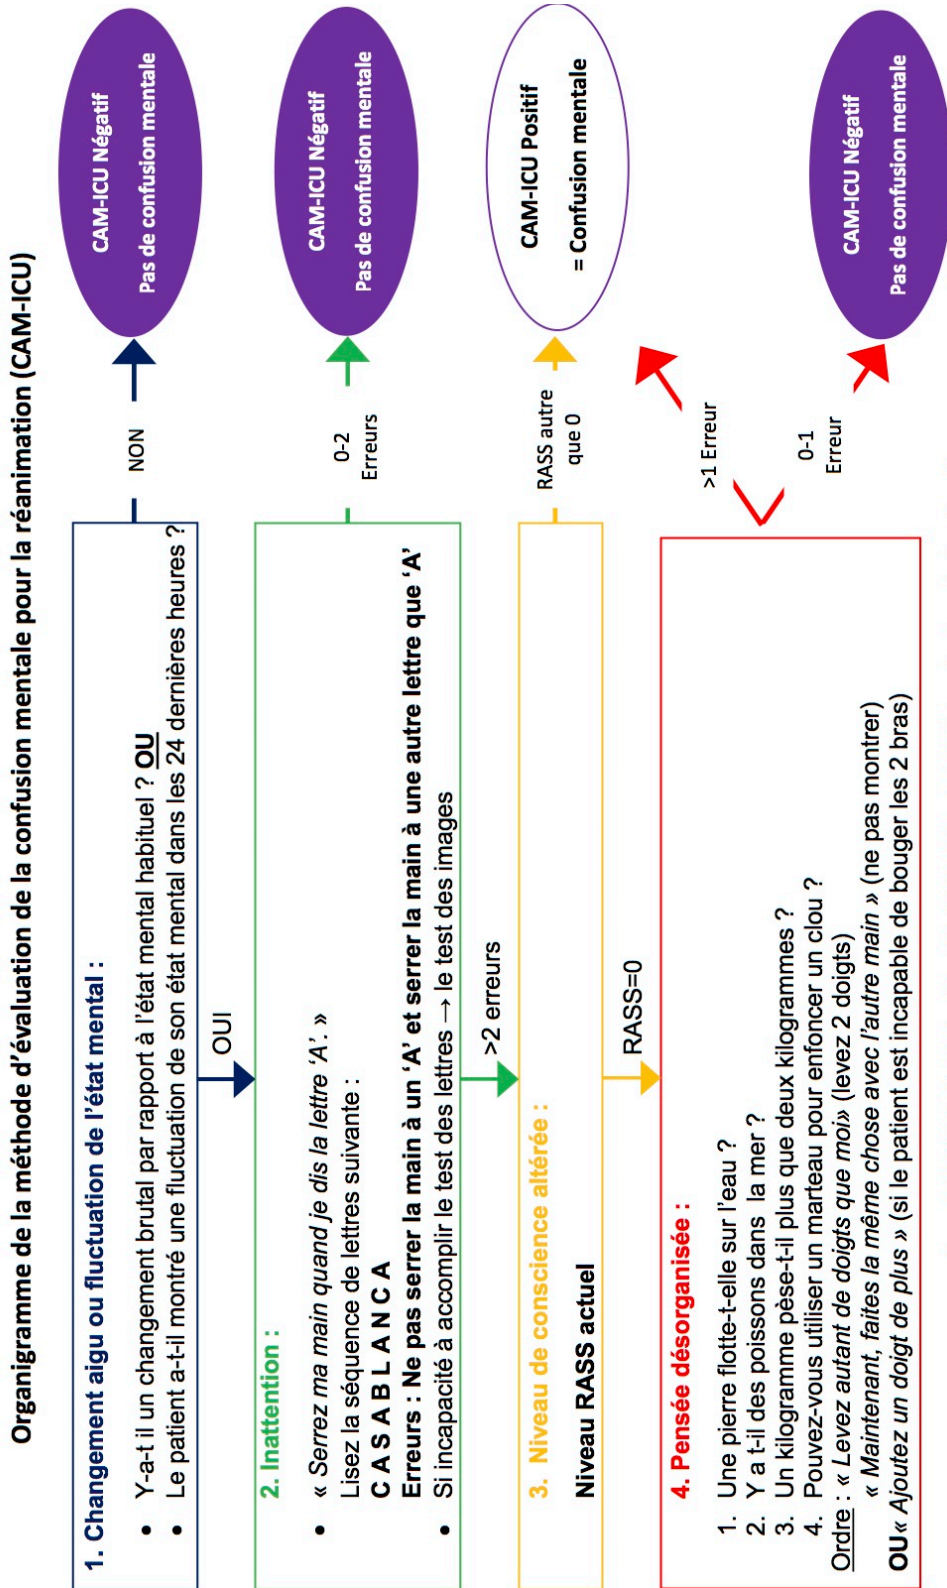 Organigramme de la méthode d'évaluation de la confusion mentale pour la réanimation (CAM-ICU)
1. Changement aigu ou fluctuation de l'état mental :
• Y-a-t il un changement brutal par rapport à l'état mental habituel ? OU
• Le patient a-t-il montré une fluctuation de son état mental dans les 24 dernières heures ?
NON
CAM-ICU Négatif
Pas de confusion mentale
OUI
2. Inattention :
• « Serrez ma main quand je dis la lettre 'A'. »
Lisez la séquence de lettres suivante :
C A S A B L A N C A
Erreurs : Ne pas serrer la main à un 'A' et serrer la main à une autre lettre que 'A'
• Si incapacité à accomplir le test des lettres → le test des images
0-2
Erreurs
CAM-ICU Négatif
Pas de confusion mentale
>2 erreurs
3. Niveau de conscience altérée :
Niveau RASS actuel
RASS autre
que 0
CAM-ICU Positif
= Confusion mentale
RASS=0
4. Pensée désorganisée :
1. Une pierre flotte-t-elle sur l'eau ?
2. Y a t-il des poissons dans la mer ?
3. Un kilogramme pèse-t-il plus que deux kilogrammes ?
4. Pouvez-vous utiliser un marteau pour enfoncer un clou ?
Ordre : « Levez autant de doigts que moi» (levez 2 doigts)
« Maintenant, faites la même chose avec l'autre main » (ne pas montrer)
OU« Ajoutez un doigt de plus » (si le patient est incapable de bouger les 2 bras)
>1 Erreur
0-1
Erreur
CAM-ICU Négatif
Pas de confusion mentale